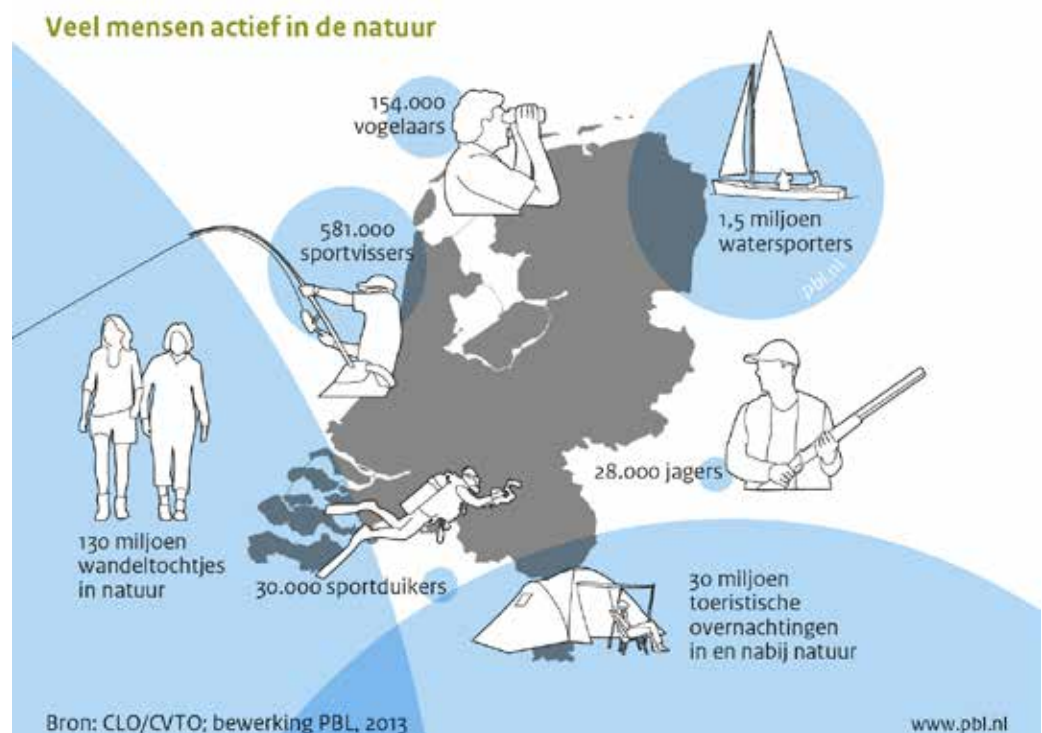 Veel mensen actief in de natuur
154.000
vogelaars
1,5 miljoen
watersporters
pbl.nl
581.000
sportvissers
28.000 jagers
130 miljoen
wandeltochtjes
in natuur
30.000 sportduikers
30 miljoen
toeristische
overnachtingen
in en nabij natuur
Bron: CLO/CVTO; bewerking PBL, 2013
www.pbl.nl